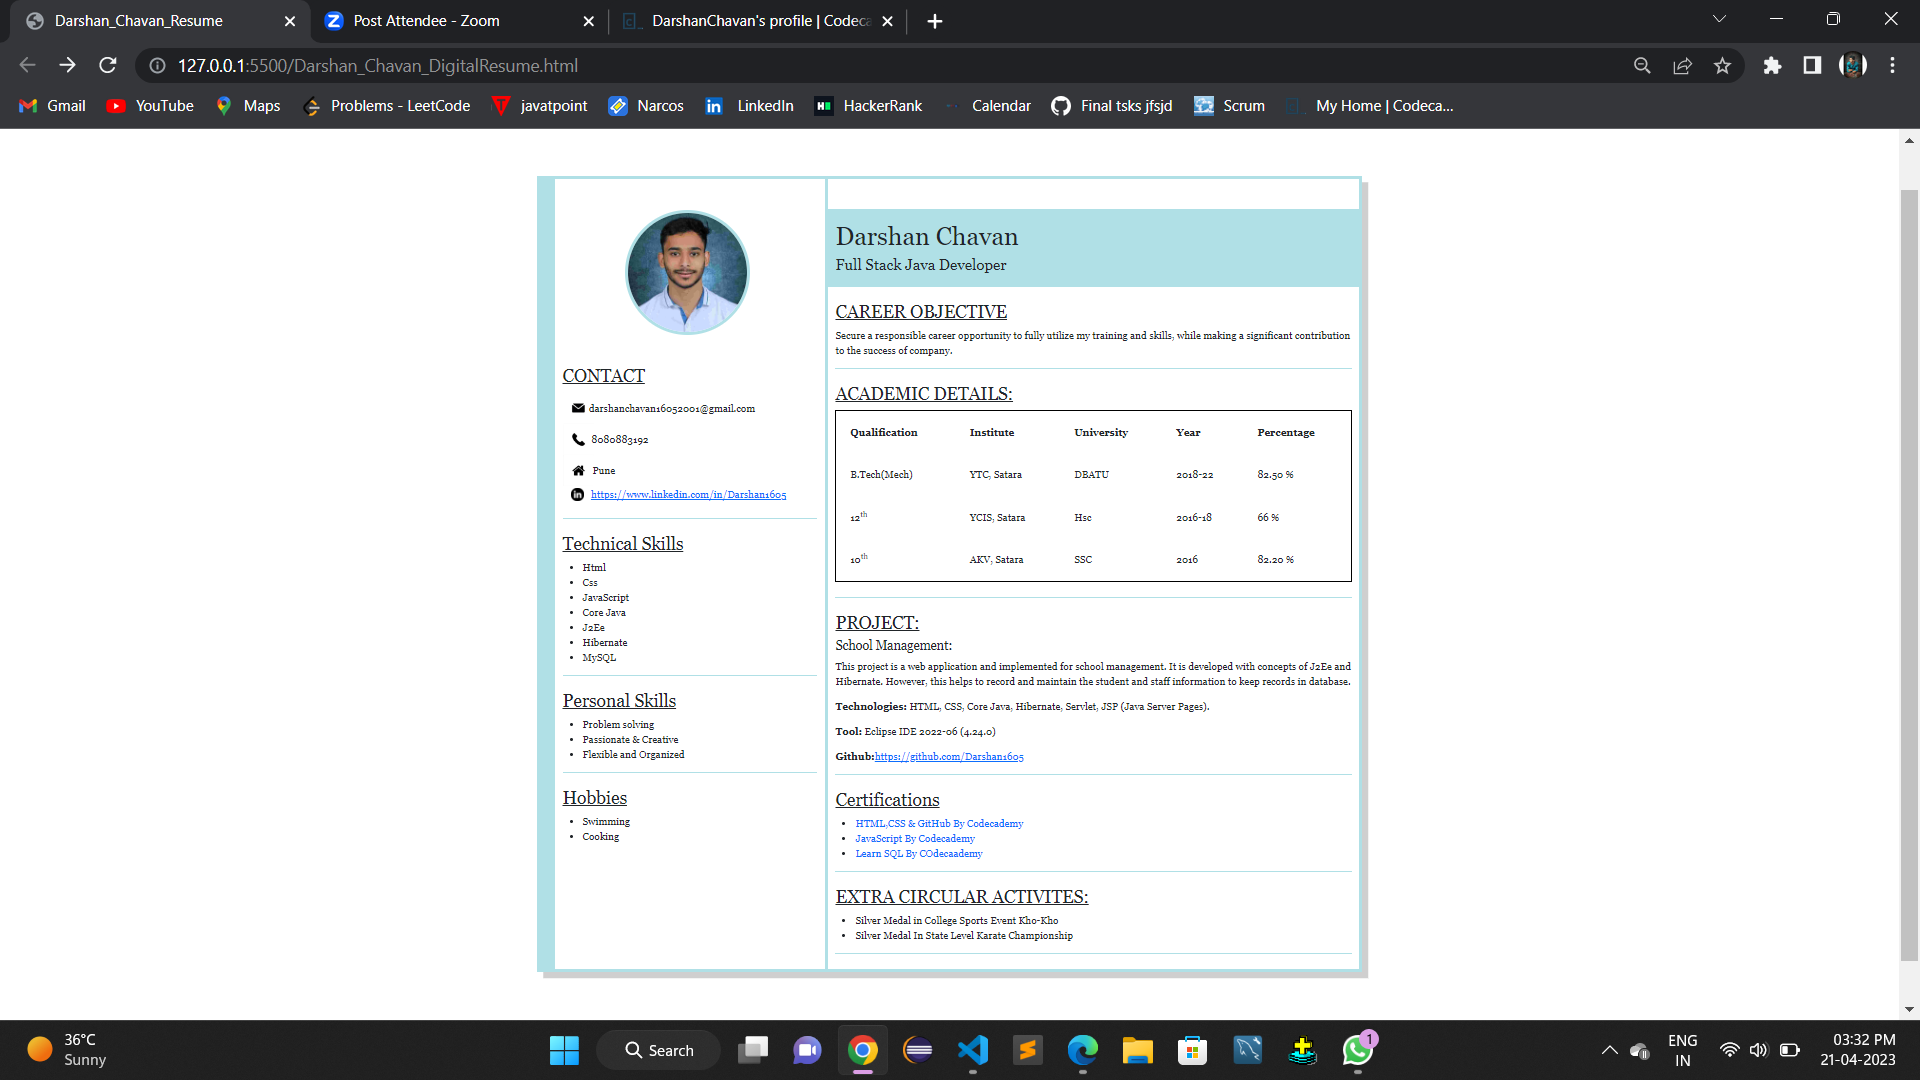 Darshan_Chavan_Resume
Post Attendee - Zoom
DarshanChavan's profile | Codeca
127.0.0.1:5500/Darshan_Chavan_DigitalResume.html
Gmail
YouTube
Maps
Problems - LeetCode
javatpoint
Narcos
LinkedIn
HackerRank
Calendar
Final tsks jfsjd
Scrum
My Home | Codeca...
CONTACT
darshanchavan16052001@gmail.com
8080883192
Pune
https://www.linkedin.com/in/Darshan1605
Technical Skills
Html
Css
JavaScript
Core Java
J2Ee
Hibernate
MySQL
Personal Skills
Problem solving
Passionate & Creative
Flexible and Organized
Hobbies
Swimming
Cooking
Darshan Chavan
Full Stack Java Developer
CAREER OBJECTIVE
Secure a responsible career opportunity to fully utilize my training and skills, while making a significant contribution
to the success of company.
ACADEMIC DETAILS:
Qualification Institute University Year Percentage
B.Tech(Mech) YTC, Satara DBATU 2018-22 82.50 %
12th YCIS, Satara Hsc 2016-18 66 %
10th AKV, Satara SSC 2016 82.20 %
PROJECT:
School Management:
This project is a web application and implemented for school management. It is developed with concepts of J2Ee and
Hibernate. However, this helps to record and maintain the student and staff information to keep records in database.
Technologies: HTML, CSS, Core Java, Hibernate, Servlet, JSP (Java Server Pages).
Tool: Eclipse IDE 2022-06 (4.24.0)
Github:https://github.com/Darshan1605
Certifications
HTML,CSS & GitHub By Codecademy
JavaScript By Codecademy
Learn SQL By COdecaademy
EXTRA CIRCULAR ACTIVITES:
Silver Medal in College Sports Event Kho-Kho
Silver Medal In State Level Karate Championship
36°C
Sunny
Search
1
ENG
IN
03:32 PM
21-04-2023